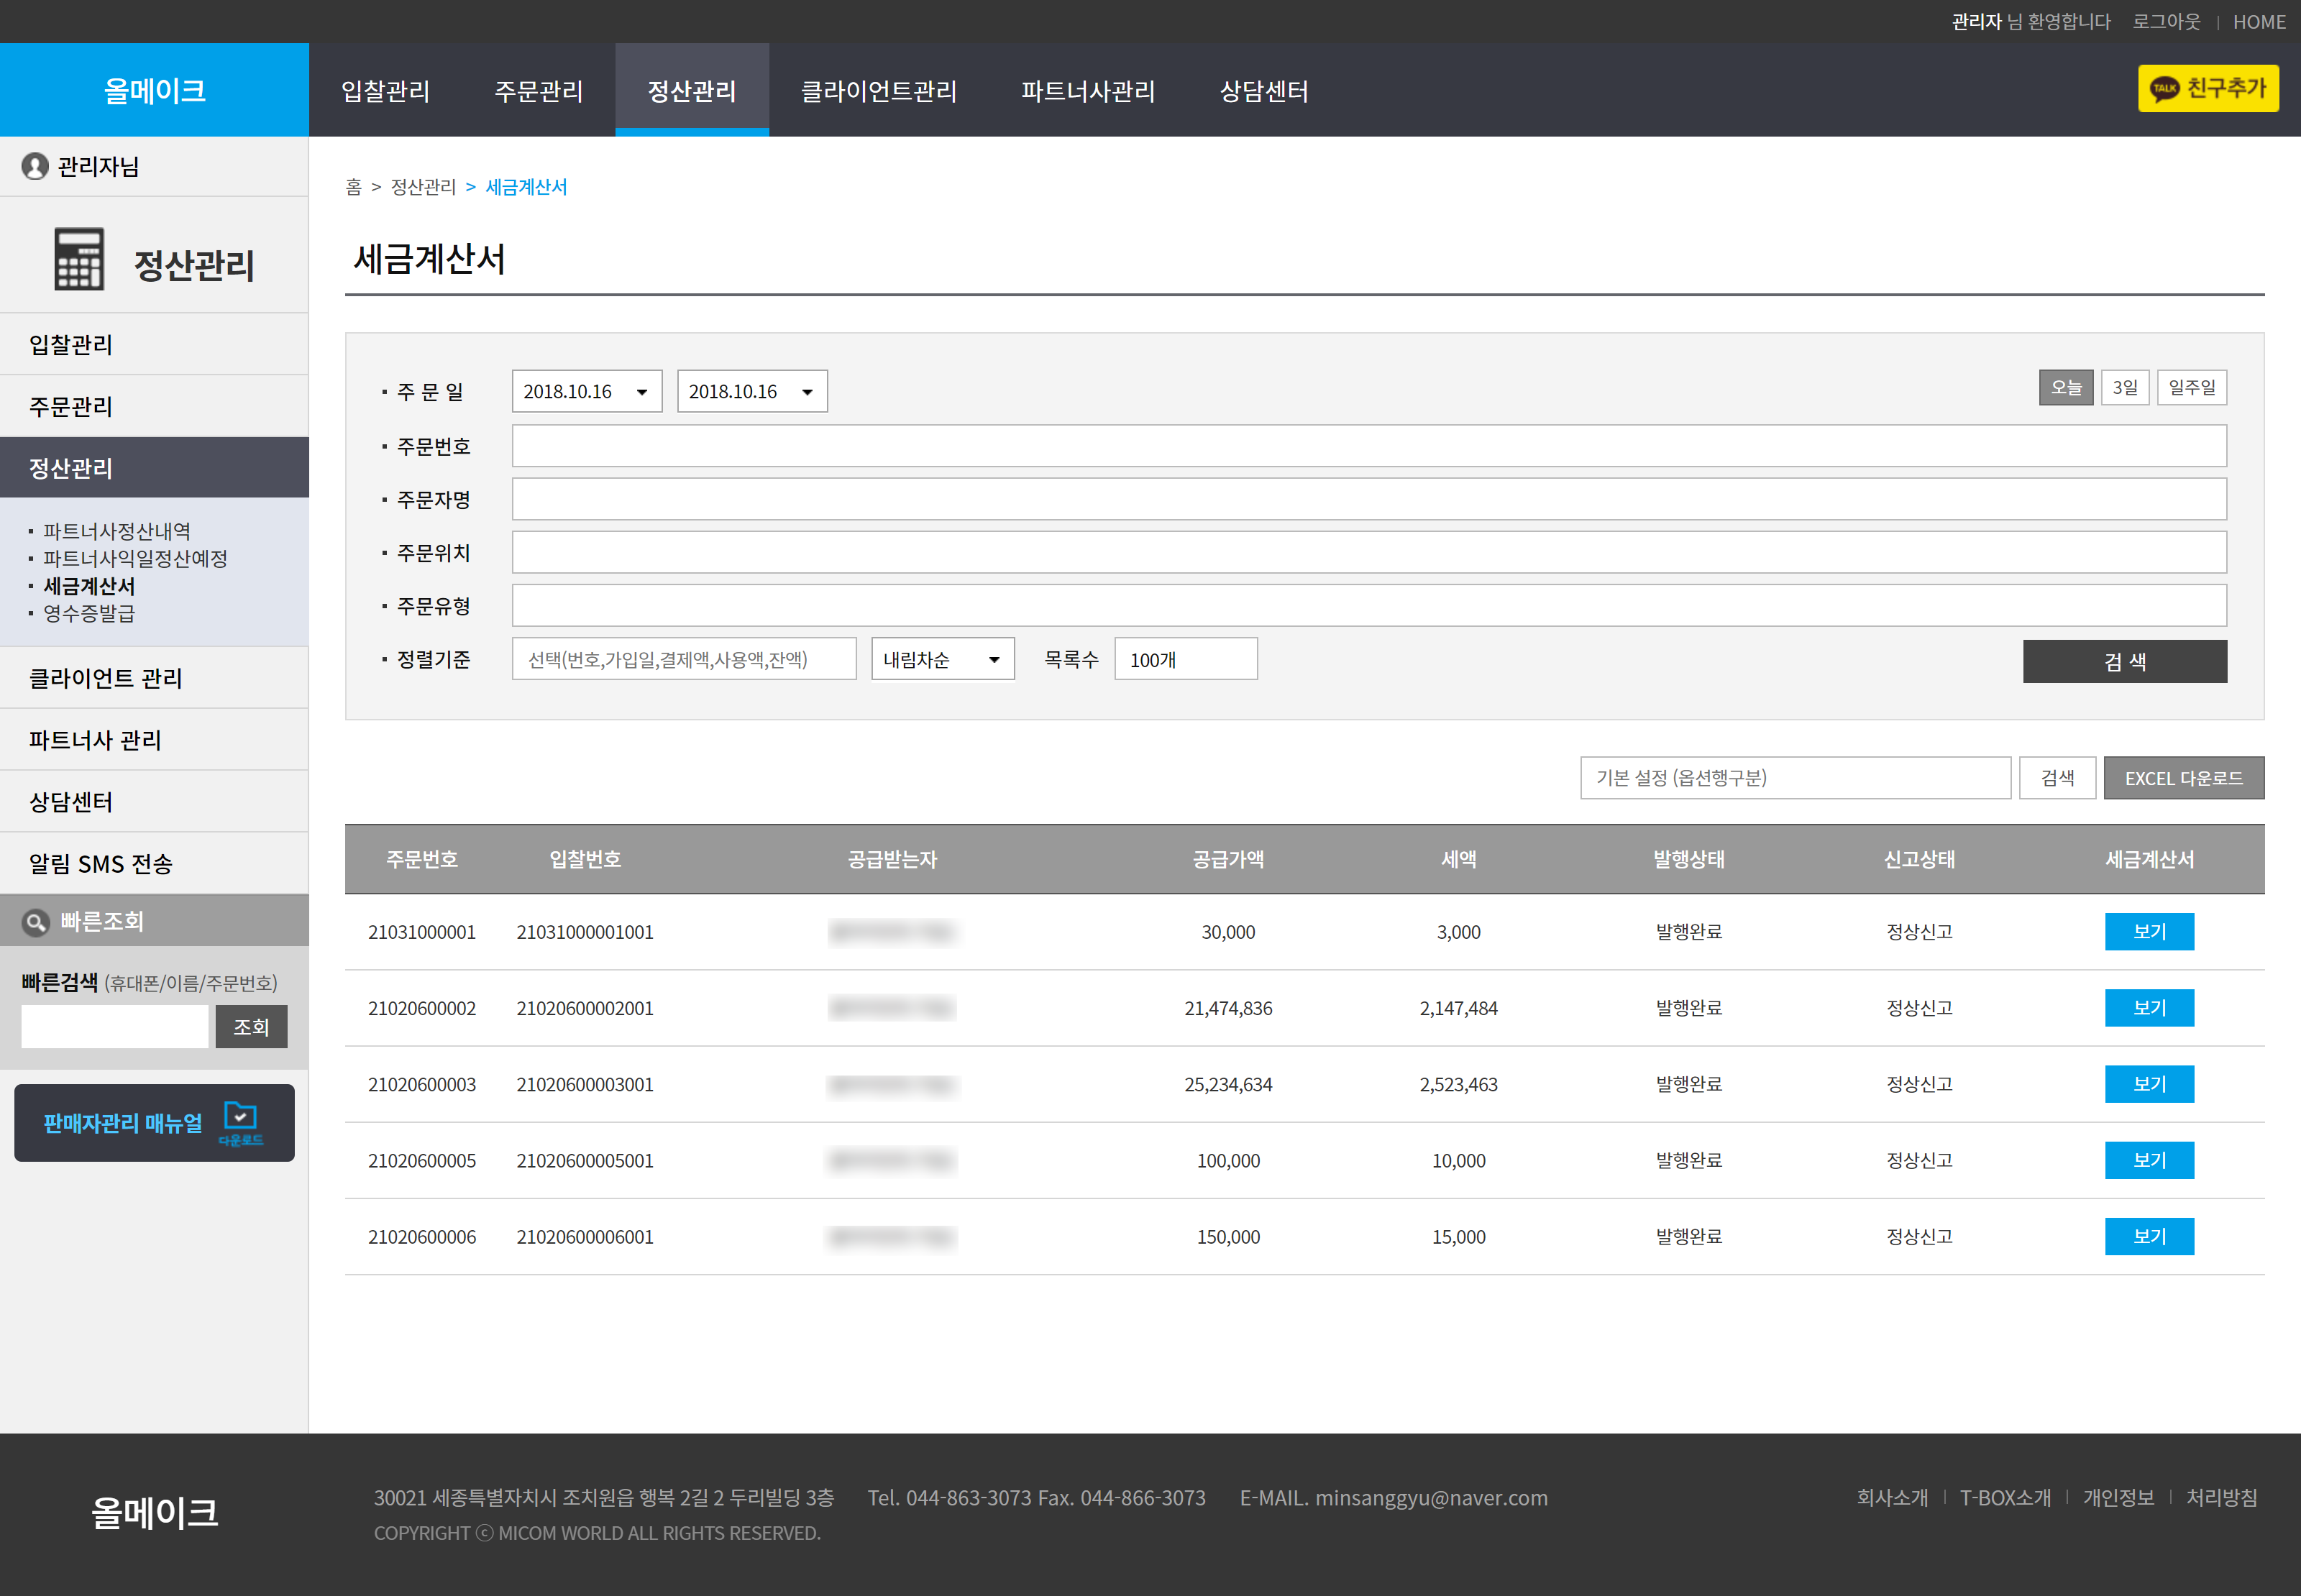 관리자 님 환영합니다 로그아웃 | HOME
올메이크 입찰관리 주문관리 정산관리 클라이언트관리 파트너사관리 상담센터 TALK 친구추가
관리자님
정산관리
입찰관리
주문관리
정산관리
파트너사정산내역
파트너사익일정산예정
세금계산서
영수증발급
클라이언트 관리
파트너사 관리
상담센터
알림 SMS 전송
빠른조회
빠른검색 (휴대폰/이름/주문번호)
조회
판매자관리 매뉴얼 다운로드
홈 > 정산관리 > 세금계산서
세금계산서
주 문 일 2018.10.16 2018.10.16 오늘 3일 일주일
주문번호
주문자명
주문위치
주문유형
정렬기준 선택(번호,가입일,결제액,사용액,잔액) 내림차순 목록수 100개 검 색
기본 설정 (옵션행구분) 검색 EXCEL 다운로드
주문번호 입찰번호 공급받는자 공급가액 세액 발행상태 신고상태 세금계산서
21031000001 21031000001001 30,000 3,000 발행완료 정상신고 보기
21020600002 21020600002001 21,474,836 2,147,484 발행완료 정상신고 보기
21020600003 21020600003001 25,234,634 2,523,463 발행완료 정상신고 보기
21020600005 21020600005001 100,000 10,000 발행완료 정상신고 보기
21020600006 21020600006001 150,000 15,000 발행완료 정상신고 보기
올메이크
30021 세종특별자치시 조치원읍 행복 2길 2 두리빌딩 3층 Tel. 044-863-3073 Fax. 044-866-3073 E-MAIL. minsanggyu@naver.com
COPYRIGHT ⓒ MICOM WORLD ALL RIGHTS RESERVED.
회사소개 | T-BOX소개 | 개인정보 | 처리방침